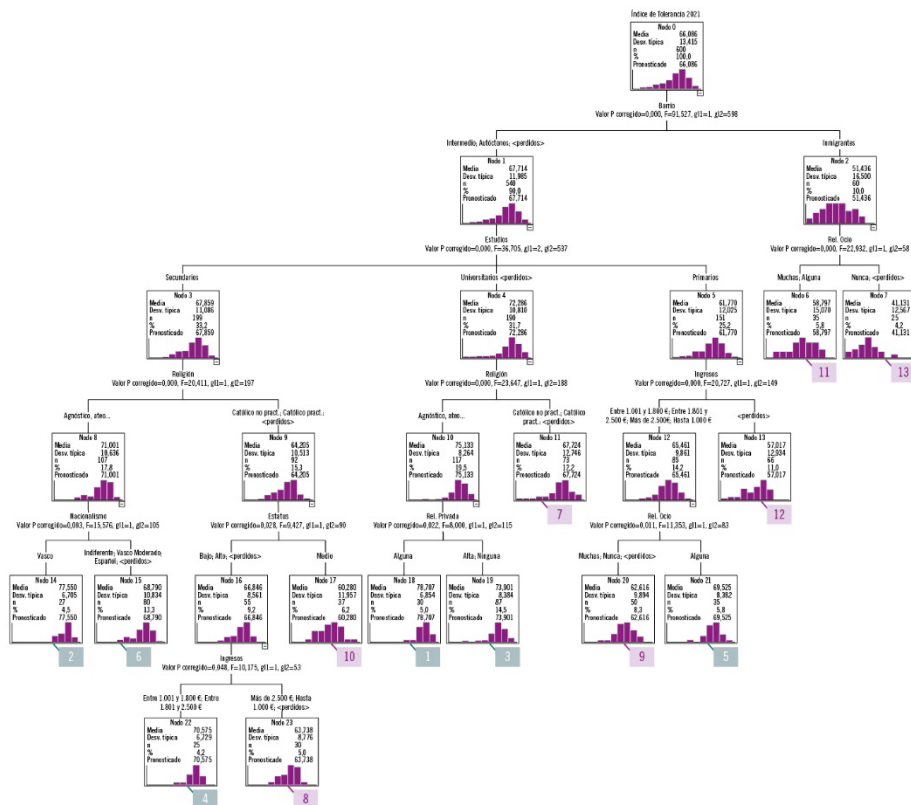 Índice de Tolerancia 2021
Nodo 0
Media 66,086
Desv. típica 13,415
n 600
% 100,0
Pronosticado 66,086
Barrio
Valor P corregido=0,000, F=91,527, gl1=1, gl2=598
Intermedio; Autóctonos; <perdidos>
Inmigrantes
Nodo 1
Media 67,714
Desv. típica 11,985
n 540
% 90,0
Pronosticado 67,714
Nodo 2
Media 51,436
Desv. típica 16,500
n 60
% 10,0
Pronosticado 51,436
Estudios
Valor P corregido=0,000, F=36,705, gl1=2, gl2=537
Rel. Ocio
Valor P corregido=0,000, F=22,932, gl1=1, gl2=58
Secundarios
Universitarios <perdidos>
Primarios
Muchas; Alguna
Nunca; <perdidos>
Nodo 3
Media 67,859
Desv. típica 11,086
n 199
% 33,2
Pronosticado 67,859
Nodo 4
Media 72,286
Desv. típica 10,810
n 190
% 31,7
Pronosticado 72,286
Nodo 5
Media 61,770
Desv. típica 12,025
n 151
% 25,2
Pronosticado 61,770
Nodo 6
Media 58,797
Desv. típica 15,070
n 35
% 5,8
Pronosticado 58,797
11
Nodo 7
Media 41,131
Desv. típica 12,567
n 25
% 4,2
Pronosticado 41,131
13
Religión
Valor P corregido=0,000, F=20,411, gl1=1, gl2=197
Religión
Valor P corregido=0,000, F=23,647, gl1=1, gl2=188
Ingresos
Valor P corregido=0,000, F=20,727, gl1=1, gl2=149
Agnóstico, ateo...
Católico no pract.; Católico pract.;
<perdidos>
Agnóstico, ateo...
Católico no pract.; Católico
pract.; <perdidos>
Entre 1.001 y 1.800 €; Entre 1.801 y
2.500 €; Más de 2.500€; Hasta 1.000 €
<perdidos>
Nodo 8
Media 71,001
Desv. típica 10,636
n 107
% 17,8
Pronosticado 71,001
Nodo 9
Media 64,205
Desv. típica 10,513
n 92
% 15,3
Pronosticado 64,205
Nodo 10
Media 75,133
Desv. típica 8,264
n 117
% 19,5
Pronosticado 75,133
Nodo 11
Media 67,724
Desv. típica 12,746
n 73
% 12,2
Pronosticado 67,724
7
Nodo 12
Media 65,461
Desv. típica 9,861
n 85
% 14,2
Pronosticado 65,461
Nodo 13
Media 57,017
Desv. típica 12,934
n 66
% 11,0
Pronosticado 57,017
12
Nacionalismo
Valor P corregido=0,093, F=15,576, gl1=1, gl2=105
Estatus
Valor P corregido=0,028, F=9,427, gl1=1, gl2=90
Rel. Privada
Valor P corregido=0,022, F=8,000, gl1=1, gl2=115
Rel. Ocio
Valor P corregido=0,011, F=11,353, gl1=1, gl2=83
Vasco
Indiferente; Vasco Moderado;
Español; <perdidos>
Bajo; Alto; <perdidos>
Medio
Alguna
Alta; Ninguna
Muchas; Nunca; <perdidos>
Alguna
Nodo 14
Media 77,550
Desv. típica 6,705
n 27
% 4,5
Pronosticado 77,550
2
Nodo 15
Media 68,790
Desv. típica 10,834
n 80
% 13,3
Pronosticado 68,790
6
Nodo 16
Media 66,846
Desv. típica 8,561
n 55
% 9,2
Pronosticado 66,846
Nodo 17
Media 60,280
Desv. típica 11,957
n 37
% 6,2
Pronosticado 60,280
10
Nodo 18
Media 78,707
Desv. típica 6,854
n 30
% 5,0
Pronosticado 78,707
1
Nodo 19
Media 73,901
Desv. típica 8,384
n 87
% 14,5
Pronosticado 73,901
3
Nodo 20
Media 62,616
Desv. típica 9,894
n 50
% 8,3
Pronosticado 62,616
9
Nodo 21
Media 69,525
Desv. típica 8,382
n 35
% 5,8
Pronosticado 69,525
5
Ingresos
Valor P corregido=0,048, F=10,175, gl1=1, gl2=53
Entre 1.001 y 1.800 €; Entre
1.801 y 2.500 €
Más de 2.500 €; Hasta
1.000 €; <perdidos>
Nodo 22
Media 70,575
Desv. típica 6,729
n 25
% 4,2
Pronosticado 70,575
4
Nodo 23
Media 63,738
Desv. típica 8,776
n 30
% 5,0
Pronosticado 63,738
8